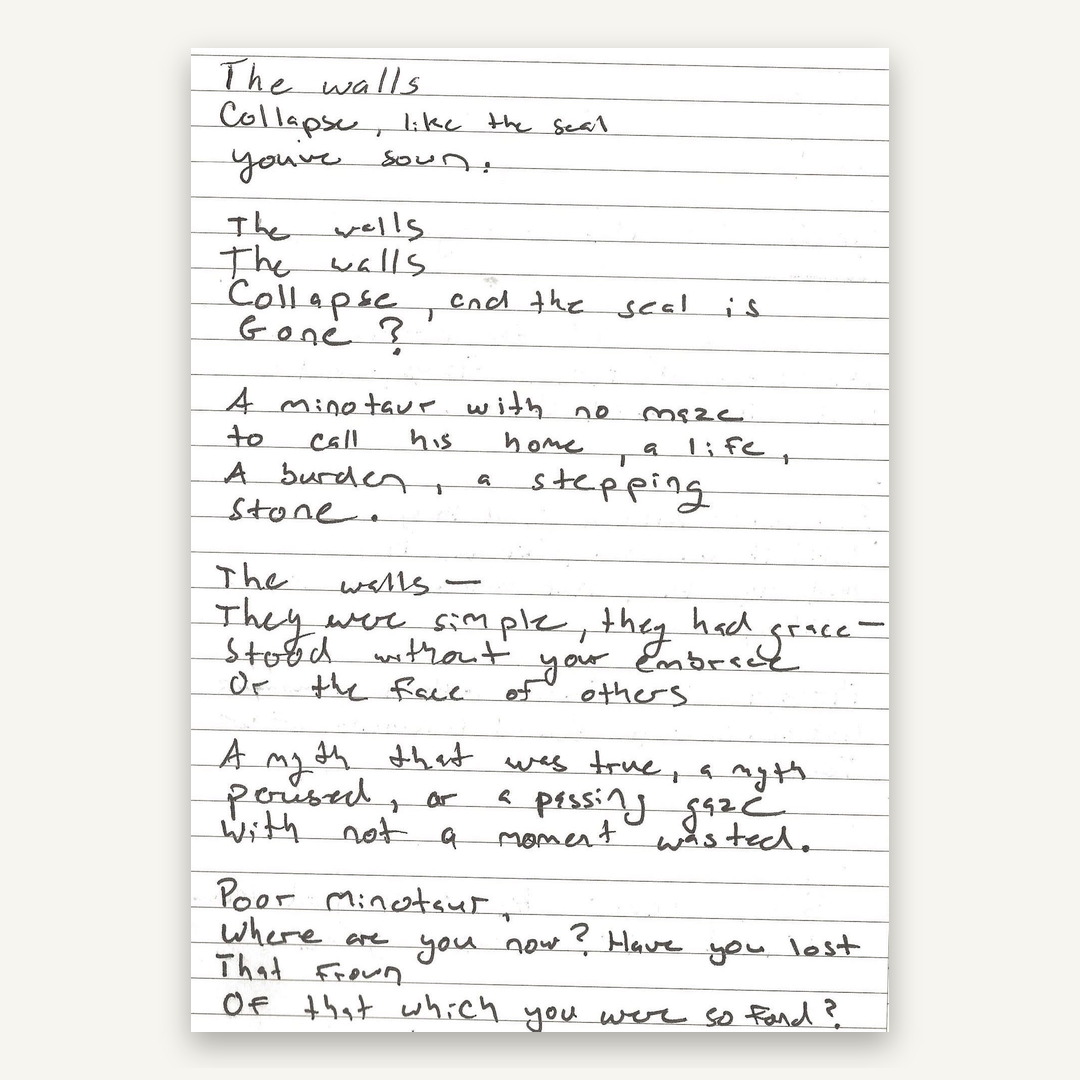 The walls
Collapse, like the seal
you've sown.
The walls
The walls
Collapse, and the seal is
Gone?
A minotaur with no maze
to call his home, a life,
A burden, a stepping
stone.
The walls—
They were simple, they had grace—
Stood without your embrace
Or the face of others
A myth that was true, a myth
perused, or a passing gaze
With not a moment wasted.
Poor Minotaur,
Where are you now? Have you lost
That Frown
Of that which you were so fond?